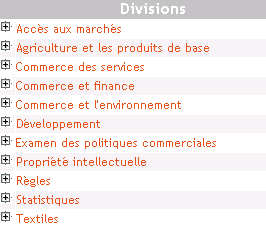 Divisions
Accès aux marchés
Agriculture et les produits de base
Commerce des services
Commerce et finance
Commerce et l'environnement
Développement
Examen des politiques commerciales
Propriété intellectuelle
Règles
Statistiques
Textiles